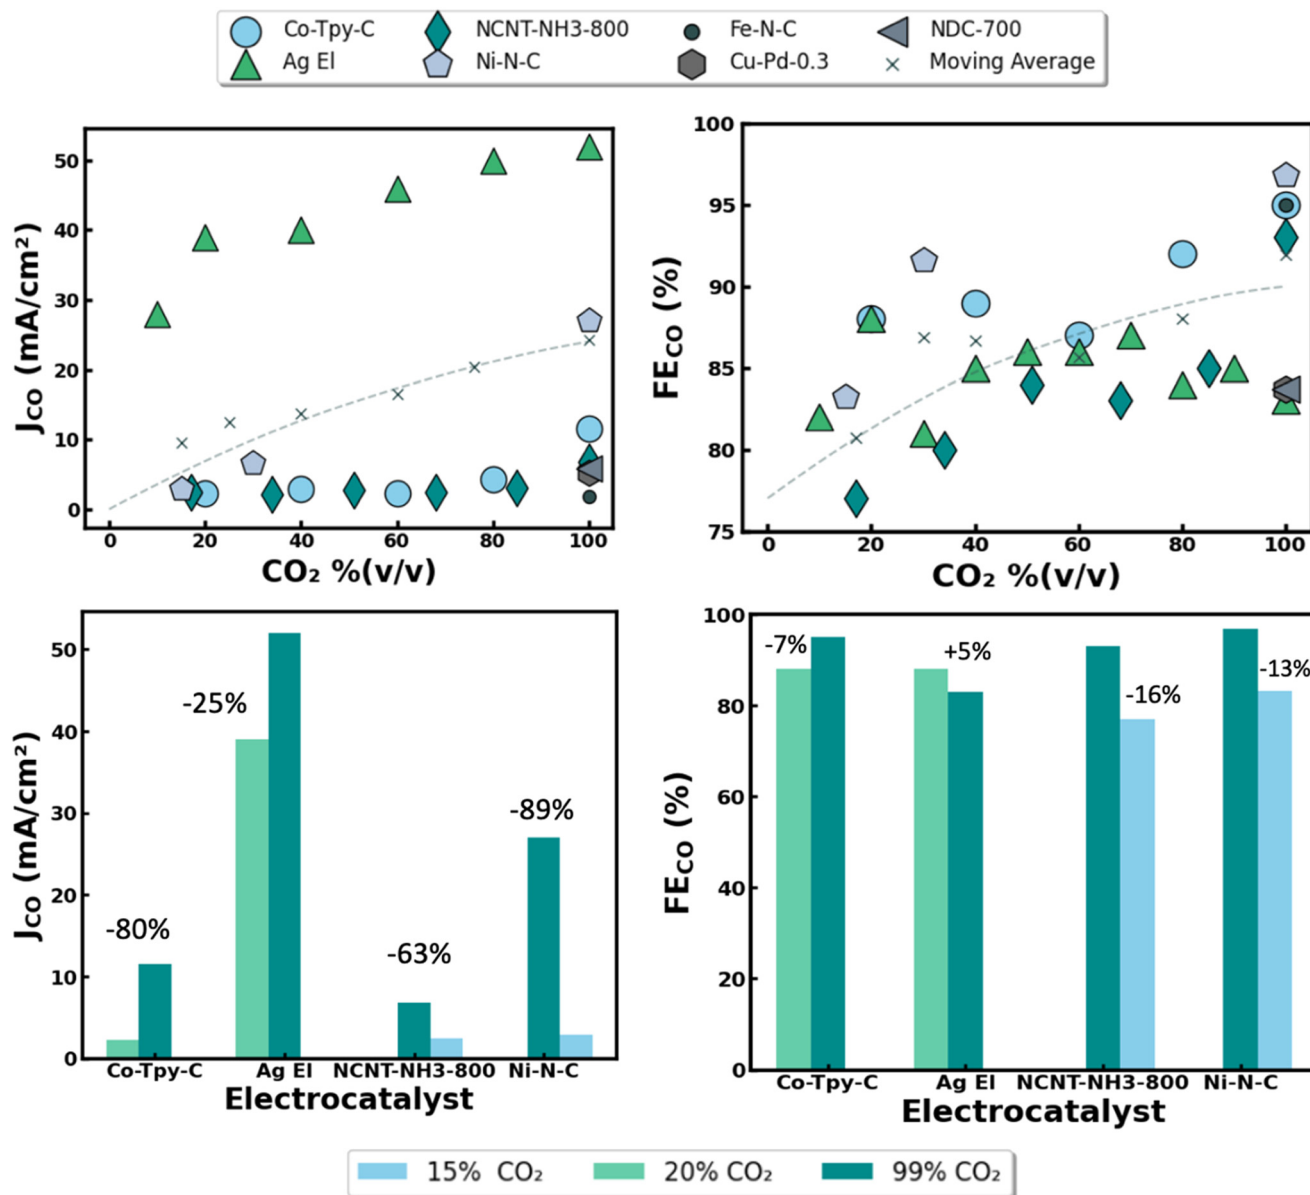 Co-Tpy-C NCNT-NH3-800 Fe-N-C NDC-700
Ag El Ni-N-C Cu-Pd-0.3 Moving Average
50
40
30
20
10
0
J_CO (mA/cm²)
0 20 40 60 80 100
CO₂ %(v/v)
100
95
90
85
80
75
FE_CO (%)
0 20 40 60 80 100
CO₂ %(v/v)
50
40
30
20
10
0
J_CO (mA/cm²)
-80%
-25%
-63%
-89%
Co-Tpy-C Ag El NCNT-NH3-800 Ni-N-C
Electrocatalyst
100
80
60
40
20
0
FE_CO (%)
-7%
+5%
-16%
-13%
Co-Tpy-C Ag El NCNT-NH3-800 Ni-N-C
Electrocatalyst
15% CO₂ 20% CO₂ 99% CO₂